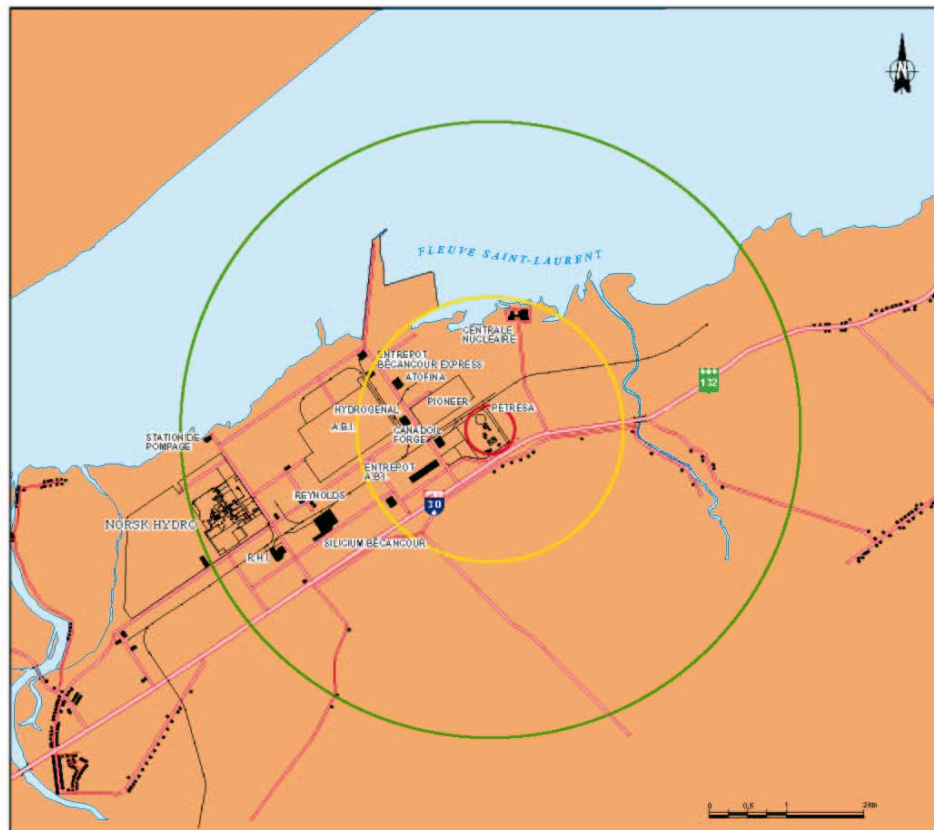 N
FLEUVE SAINT-LAURENT
CENTRALE
NUCLÉAIRE
ENTREPOT
BÉCANCOUR EXPRESS
ATOFINA
132
HYDROGENAL
PIONEER
PETRESA
A.B.I.
CANADOIL
FORGE
STATION DE
POMPAGE
ENTREPOT
A.B.I.
REYNOLDS
30
NORSK HYDRO
SILICIUM BÉCANCOUR
R.H.I.
0 0,5 1 2 km